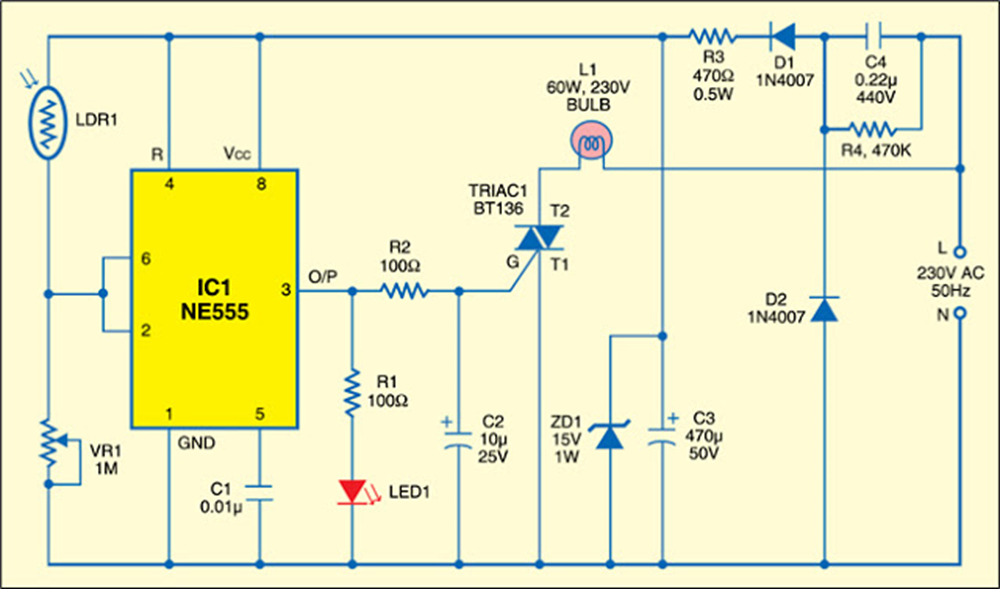 LDR1
R
VCC
4
8
6
2
3
IC1
NE555
1
5
GND
O/P
R2
100Ω
R1
100Ω
LED1
C1
0.01µ
VR1
1M
C2
10µ
25V
+
TRIAC1
BT136
T2
G
T1
L1
60W, 230V
BULB
R3
470Ω
0.5W
D1
1N4007
C4
0.22µ
440V
R4, 470K
L
230V AC
50Hz
N
D2
1N4007
ZD1
15V
1W
+
C3
470µ
50V